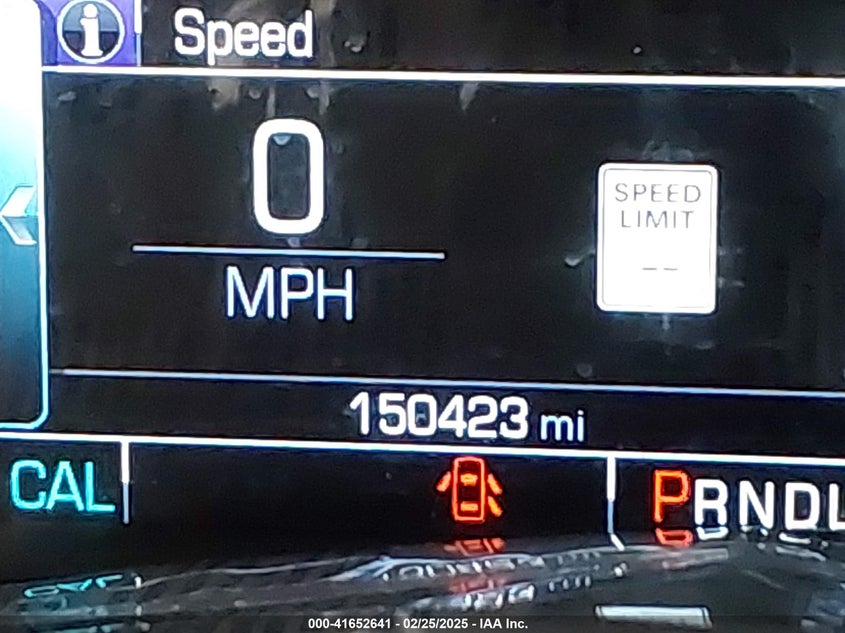 Speed
0
MPH
SPEED
LIMIT
--
150423 mi
CAL
PRNDL
000-41652641 - 02/25/2025 - IAA Inc.